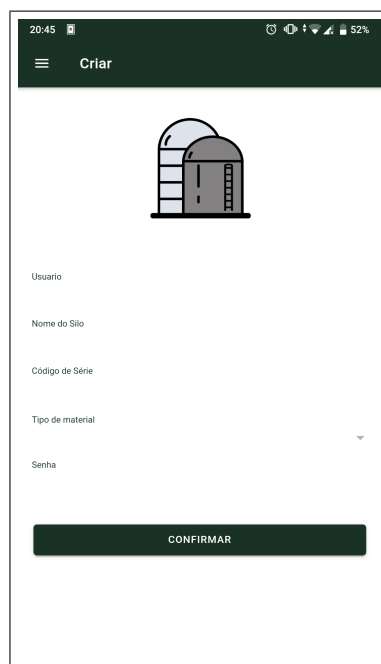 20:45
52%
Criar
Usuario
Nome do Silo
Código de Série
Tipo de material
Senha
CONFIRMAR